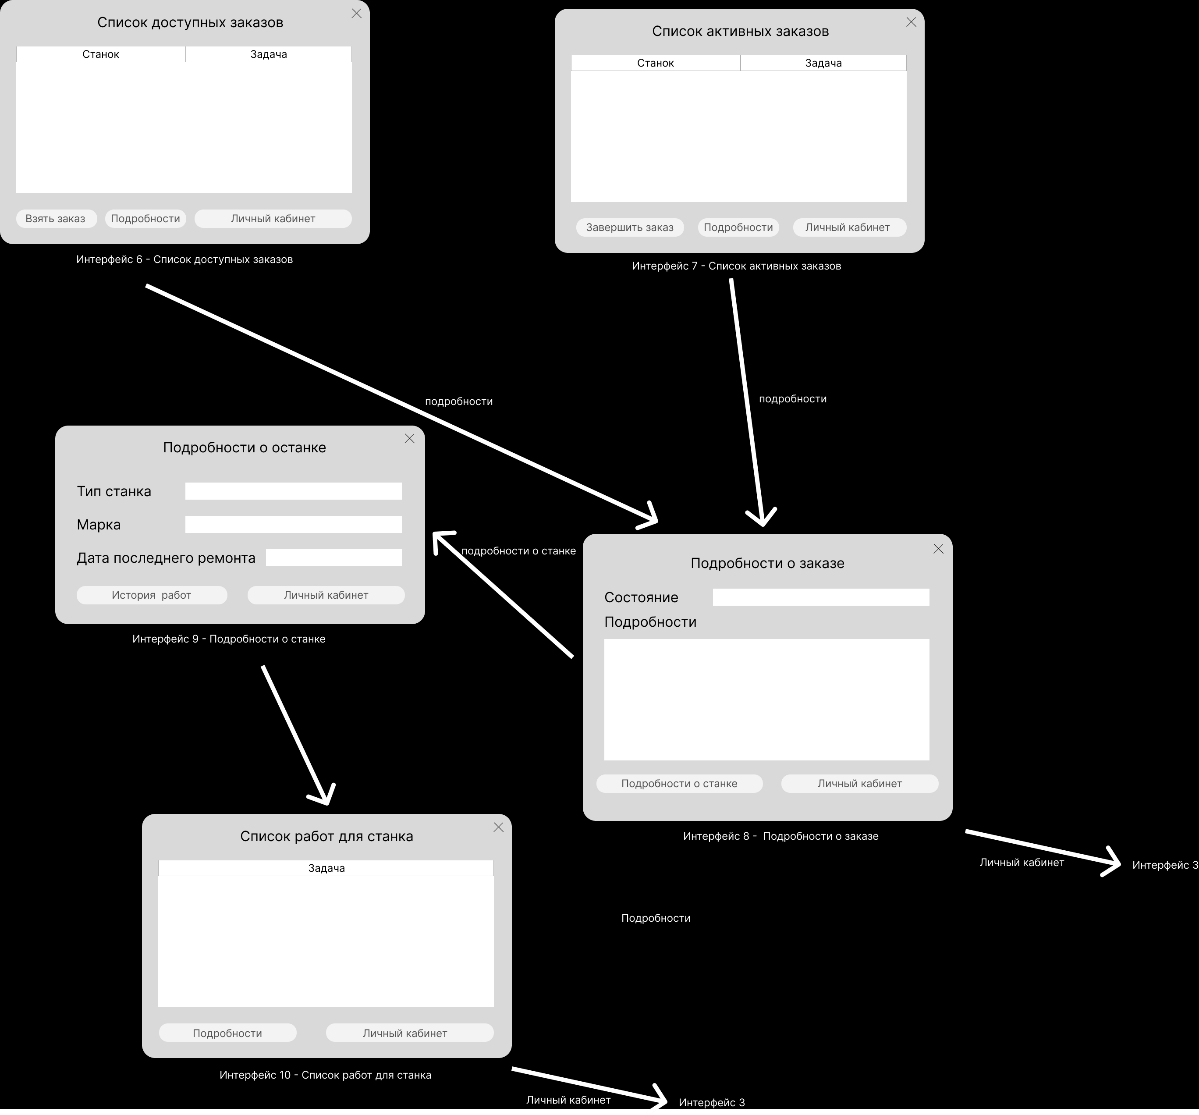 Список доступных заказов
Станок
Задача
Взять заказ
Подробности
Личный кабинет
Интерфейс 6 - Список доступных заказов
Список активных заказов
Станок
Задача
Завершить заказ
Подробности
Личный кабинет
Интерфейс 7 - Список активных заказов
подробности
подробности
Подробности о останке
Тип станка
Марка
Дата последнего ремонта
История работ
Личный кабинет
Интерфейс 9 - Подробности о станке
подробности о станке
Подробности о заказе
Состояние
Подробности
Подробности о станке
Личный кабинет
Интерфейс 8 - Подробности о заказе
Личный кабинет
Интерфейс 3
Список работ для станка
Задача
Подробности
Личный кабинет
Интерфейс 10 - Список работ для станка
Подробности
Личный кабинет
Интерфейс 3